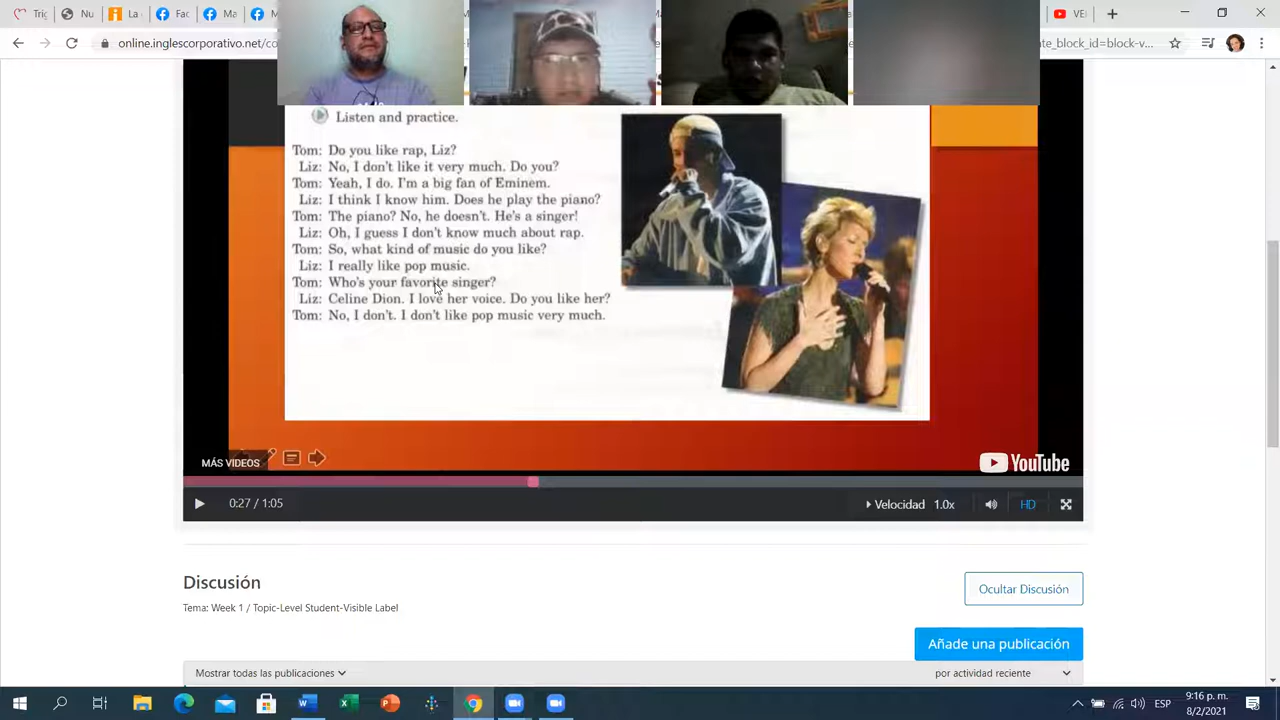 Trig
In
La
M
VE
online.inglescorporativo.net/co
ate_block_id=block-v...
Listen and practice.
Tom: Do you like rap, Liz?
Liz: No, I don't like it very much. Do you?
Tom: Yeah, I do. I'm a big fan of Eminem.
Liz: I think I know him. Does he play the piano?
Tom: The piano? No, he doesn't. He's a singer!
Liz: Oh, I guess I don't know much about rap.
Tom: So, what kind of music do you like?
Liz: I really like pop music.
Tom: Who's your favorite singer?
Liz: Celine Dion. I love her voice. Do you like her?
Tom: No, I don't. I don't like pop music very much.
MÁS VIDEOS
YouTube
0:27 / 1:05
Velocidad 1.0x
HD
Discusión
Ocultar Discusión
Tema: Week 1 / Topic-Level Student-Visible Label
Añade una publicación
Mostrar todas las publicaciones
por actividad reciente
ESP
9:16 p. m.
8/2/2021